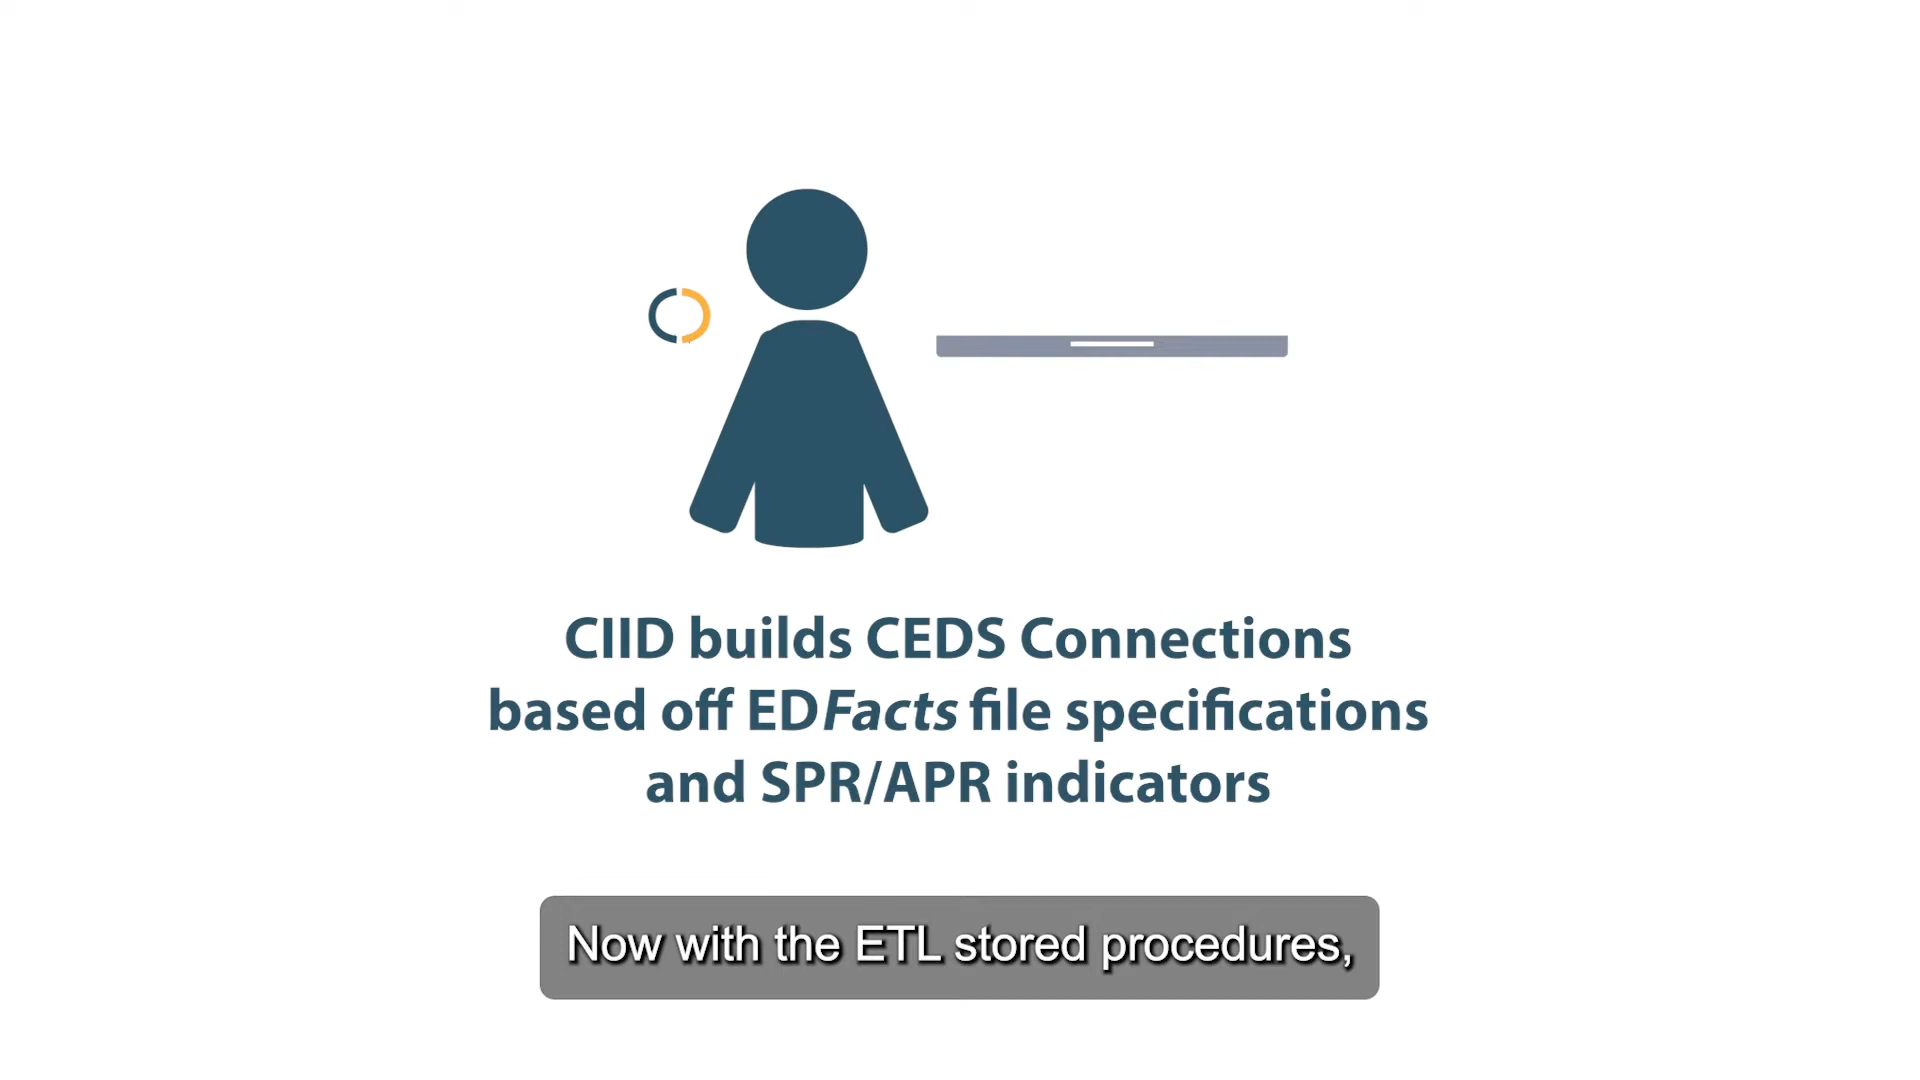 CIID builds CEDS Connections
based off EDFacts file specifications
and SPR/APR indicators
Now with the ETL stored procedures,